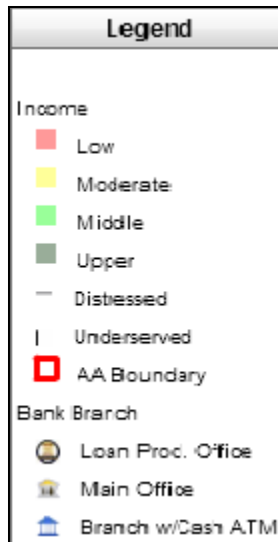 Legend
Income
Low
Moderate
Middle
Upper
Distressed
Underserved
AA Boundary
Bank Branch
Loan Prod. Office
Main Office
Branch w/Cash ATM